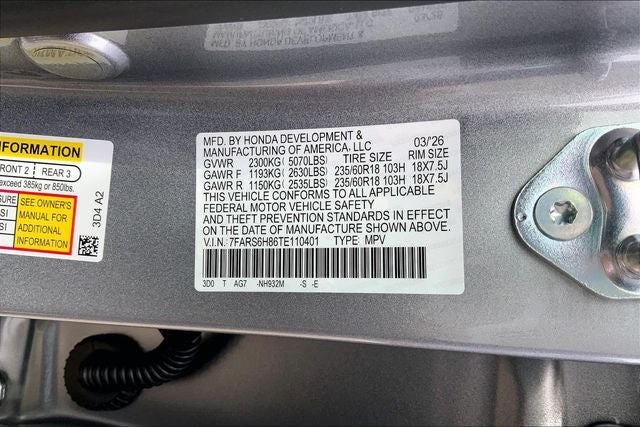 INFORMATION
FRONT 2 REAR 3
exceed 385kg or 850lbs.
SEE OWNER'S
MANUAL FOR
ADDITIONAL
INFORMATION
3D4 A2
MFD. BY HONDA DEVELOPMENT & 03/26
MANUFACTURING OF AMERICA, LLC
GVWR 2300KG (5070LBS) TIRE SIZE RIM SIZE
GAWR F 1193KG (2630LBS) 235/60R18 103H 18X7.5J
GAWR R 1150KG (2535LBS) 235/60R18 103H 18X7.5J
THIS VEHICLE CONFORMS TO ALL APPLICABLE
FEDERAL MOTOR VEHICLE SAFETY
AND THEFT PREVENTION STANDARDS IN EFFECT
ON THE DATE OF MANUFACTURE SHOWN ABOVE.
V.I.N.: 7FARS6H86TE110401 TYPE: MPV
3D0 T AG7 -NH932M -S -E